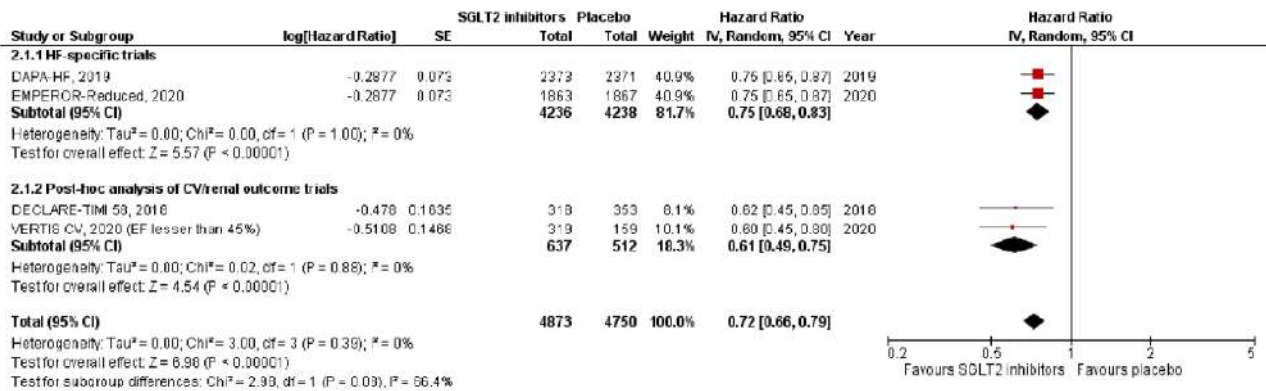 SGLT2 inhibitors Placebo Hazard Ratio Hazard Ratio
Study or Subgroup log[Hazard Ratio] SE Total Total Weight IV, Random, 95% CI Year IV, Random, 95% CI
2.1.1 HF-specific trials
DAPA-HF, 2019 -0.2877 0.073 2373 2371 40.9% 0.75 [0.65, 0.87] 2019
EMPEROR-Reduced, 2020 -0.2877 0.073 1863 1867 40.9% 0.75 [0.65, 0.87] 2020
Subtotal (95% CI) 4236 4238 81.7% 0.75 [0.68, 0.83]
Heterogeneity: Tau² = 0.00; Chi² = 0.00, df = 1 (P = 1.00); I² = 0%
Test for overall effect: Z = 5.57 (P < 0.00001)
2.1.2 Post-hoc analysis of CV/renal outcome trials
DECLARE-TIMI 58, 2018 -0.478 0.1635 318 353 8.1% 0.62 [0.45, 0.85] 2018
VERTIS CV, 2020 (EF lesser than 45%) -0.5108 0.1468 319 159 10.1% 0.60 [0.45, 0.80] 2020
Subtotal (95% CI) 637 512 18.3% 0.61 [0.49, 0.75]
Heterogeneity: Tau² = 0.00; Chi² = 0.02, df = 1 (P = 0.88); I² = 0%
Test for overall effect: Z = 4.54 (P < 0.00001)
Total (95% CI) 4873 4750 100.0% 0.72 [0.66, 0.79]
Heterogeneity: Tau² = 0.00; Chi² = 3.00, df = 3 (P = 0.39); I² = 0%
Test for overall effect: Z = 6.98 (P < 0.00001)
Test for subgroup differences: Chi² = 2.98, df = 1 (P = 0.08), I² = 66.4%
0.2 0.5 1 2 5
Favours SGLT2 inhibitors Favours placebo